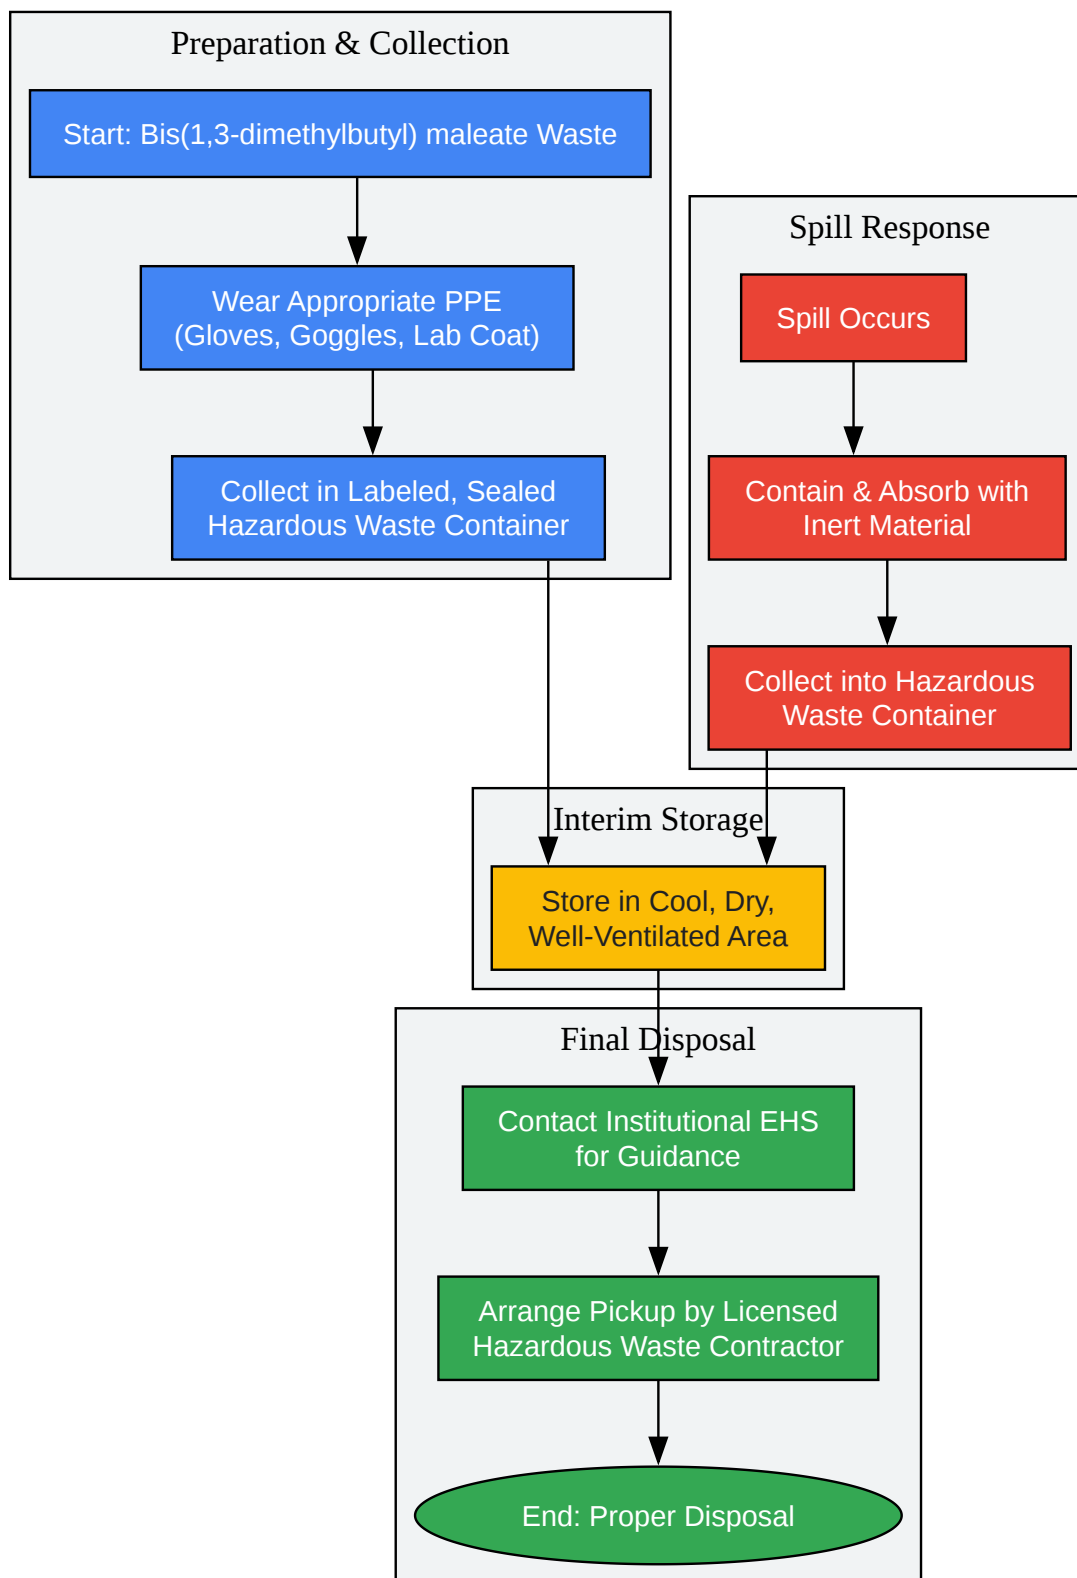 Preparation & Collection
Start: Bis(1,3-dimethylbutyl) maleate Waste
Wear Appropriate PPE
(Gloves, Goggles, Lab Coat)
Collect in Labeled, Sealed
Hazardous Waste Container
Spill Response
Spill Occurs
Contain & Absorb with
Inert Material
Collect into Hazardous
Waste Container
Interim Storage
Store in Cool, Dry,
Well-Ventilated Area
Final Disposal
Contact Institutional EHS
for Guidance
Arrange Pickup by Licensed
Hazardous Waste Contractor
End: Proper Disposal